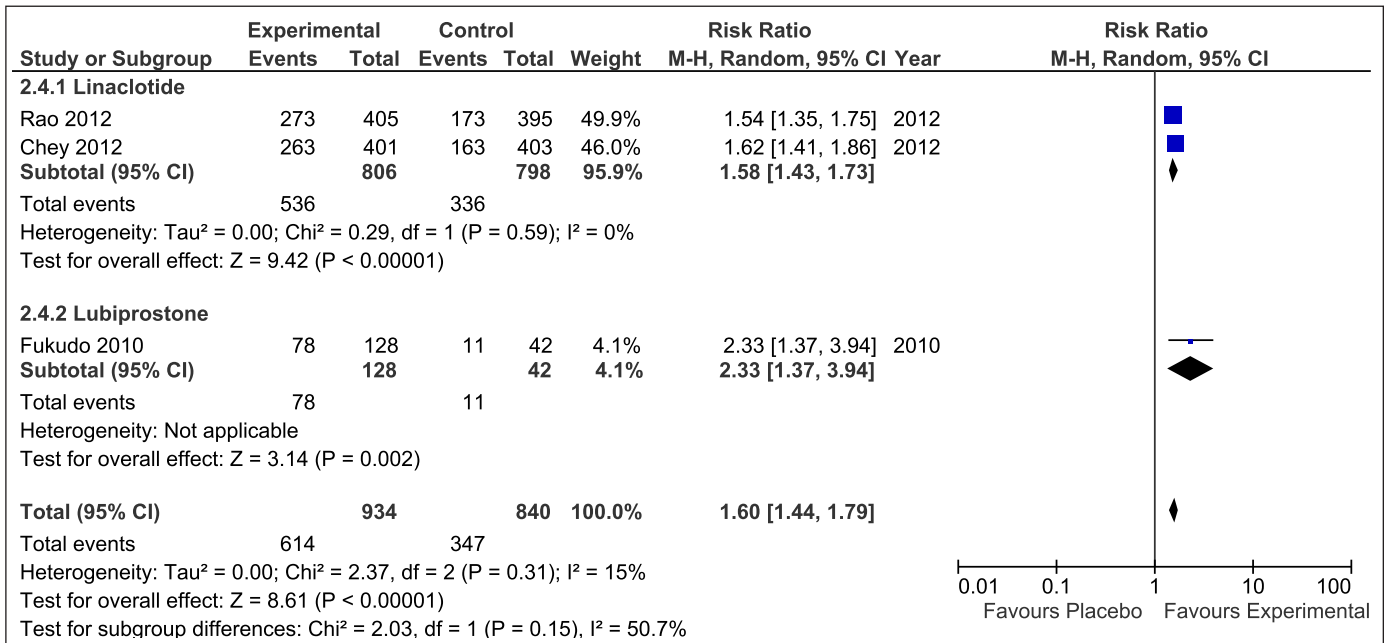 Experimental Control Risk Ratio Risk Ratio
Study or Subgroup Events Total Events Total Weight M-H, Random, 95% CI Year M-H, Random, 95% CI
2.4.1 Linaclotide
Rao 2012 273 405 173 395 49.9% 1.54 [1.35, 1.75] 2012
Chey 2012 263 401 163 403 46.0% 1.62 [1.41, 1.86] 2012
Subtotal (95% CI) 806 798 95.9% 1.58 [1.43, 1.73]
Total events 536 336
Heterogeneity: Tau² = 0.00; Chi² = 0.29, df = 1 (P = 0.59); I² = 0%
Test for overall effect: Z = 9.42 (P < 0.00001)
2.4.2 Lubiprostone
Fukudo 2010 78 128 11 42 4.1% 2.33 [1.37, 3.94] 2010
Subtotal (95% CI) 128 42 4.1% 2.33 [1.37, 3.94]
Total events 78 11
Heterogeneity: Not applicable
Test for overall effect: Z = 3.14 (P = 0.002)
Total (95% CI) 934 840 100.0% 1.60 [1.44, 1.79]
Total events 614 347
Heterogeneity: Tau² = 0.00; Chi² = 2.37, df = 2 (P = 0.31); I² = 15%
Test for overall effect: Z = 8.61 (P < 0.00001)
Test for subgroup differences: Chi² = 2.03, df = 1 (P = 0.15), I² = 50.7%
0.01 0.1 1 10 100
Favours Placebo Favours Experimental